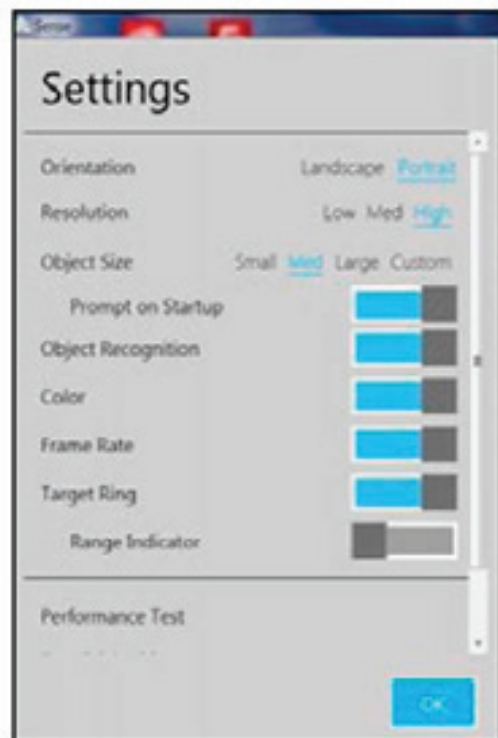 Sense
Settings
Orientation Landscape Portrait
Resolution Low Med High
Object Size Small Med Large Custom
Prompt on Startup
Object Recognition
Color
Frame Rate
Target Ring
Range Indicator
Performance Test
OK